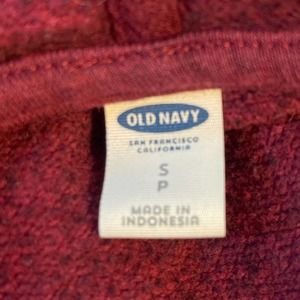 OLD NAVY
SAN FRANCISCO
CALIFORNIA
S
P
MADE IN
INDONESIA